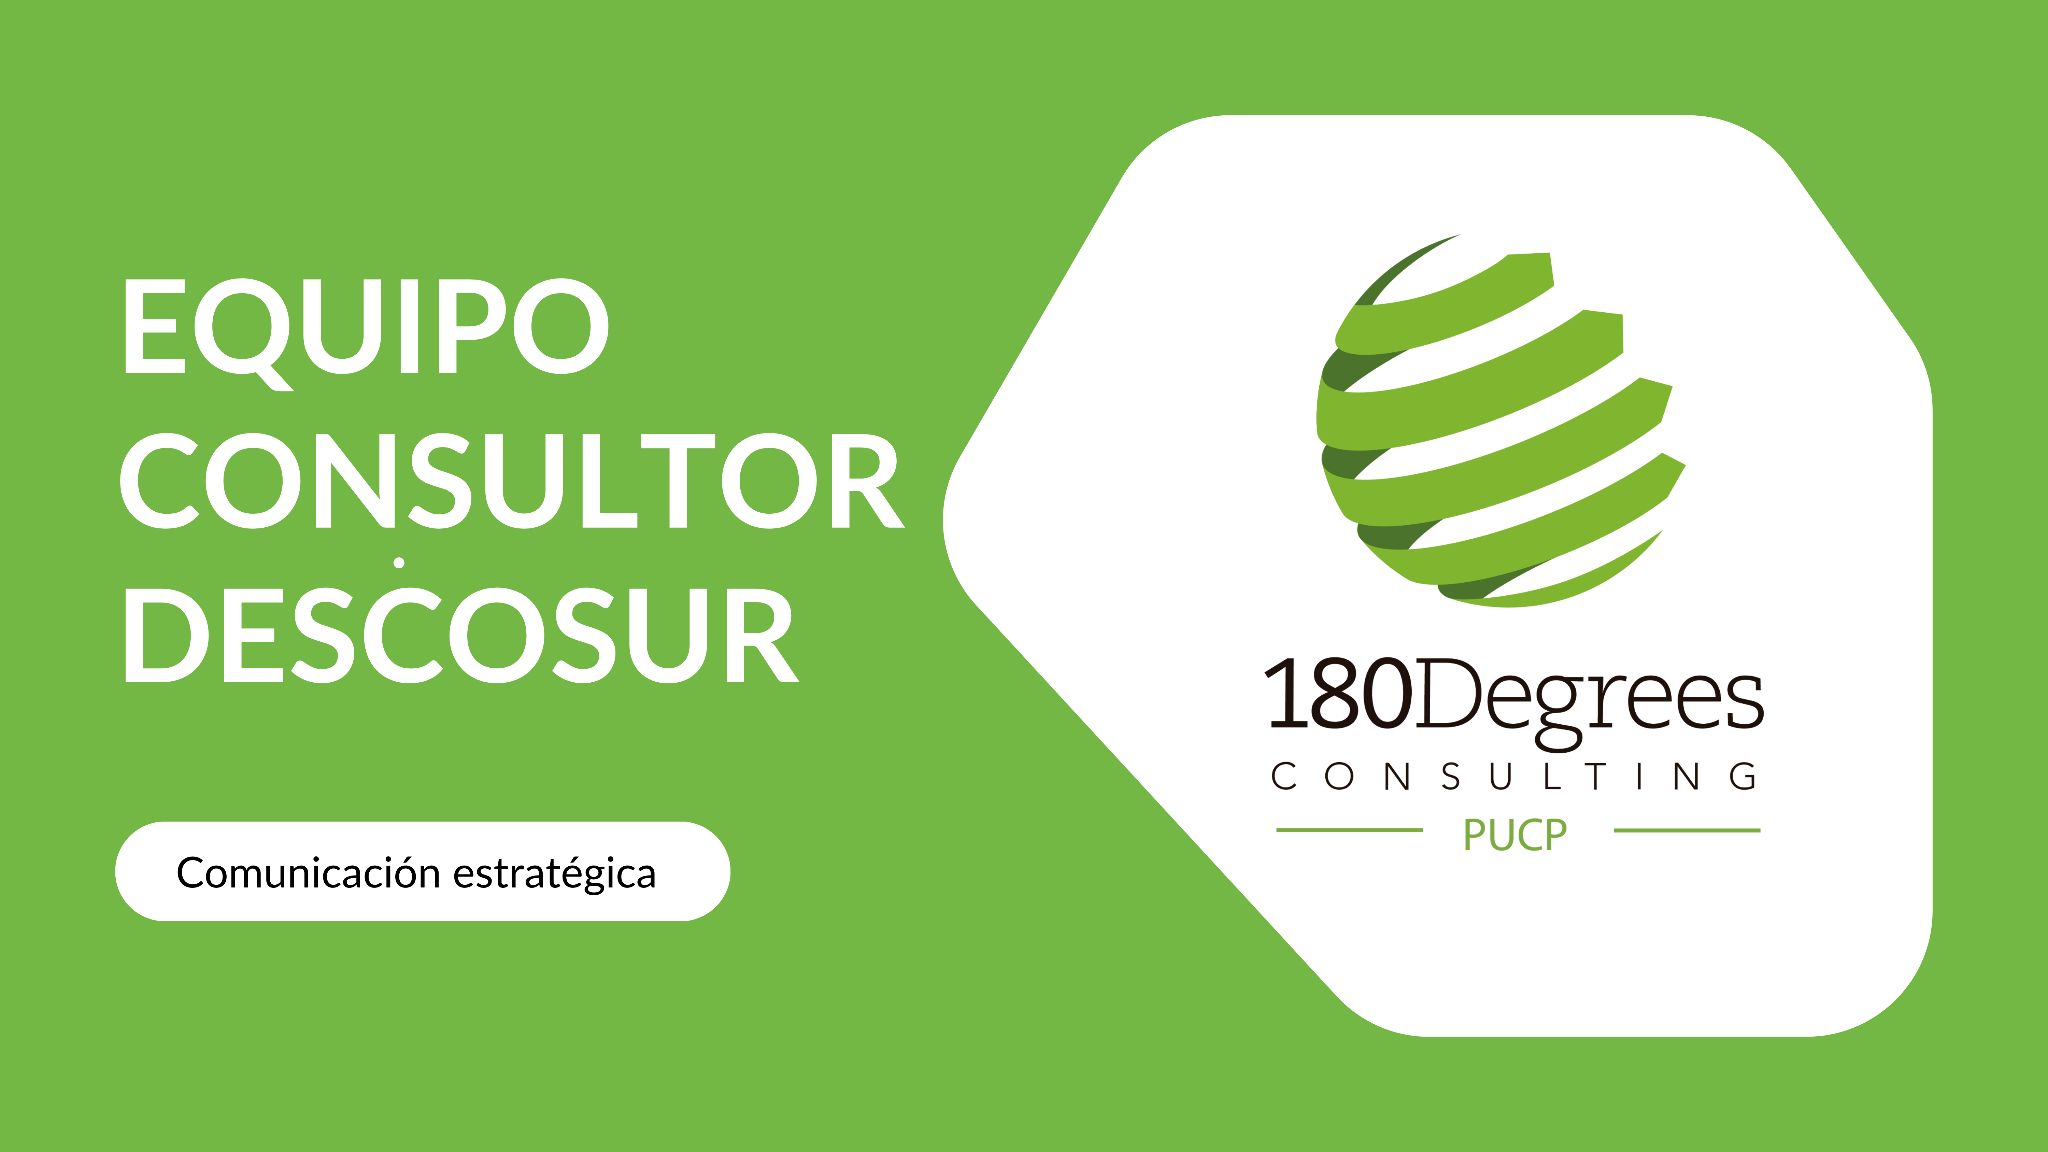 EQUIPO
CONSULTOR
DESCOSUR
Comunicación estratégica
180Degrees
CONSULTING
PUCP